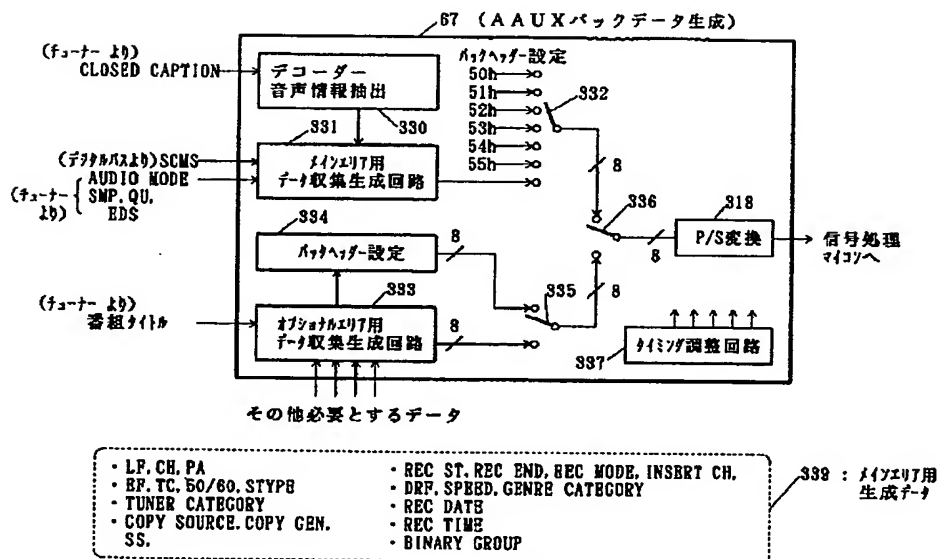 67 (AAUXパックデータ生成)
(チューナーより)
CLOSED CAPTION
デコーダー
音声情報抽出
330
331
パックヘッダー設定
50h
51h
52h
53h
54h
55h
332
(デジタルバスより)SCMS
AUDIO MODE
(チューナーより)
SMP.QU.
EDS
メインエリア用
データ収集生成回路
8
336
318
P/S変換
8
信号処理
マイコンへ
334
パックヘッダー設定
8
(チューナーより)
番組タイトル
333
オプショナルエリア用
データ収集生成回路
8
335
8
337
タイミング調整回路
その他必要とするデータ
・LF.CH.PA
・EF.TC.50/60.STYPE
・TUNER CATEGORY
・COPY SOURCE.COPY GEN.
SS.
・REC ST.REC END.REC MODE.INSERT CH.
・DRF.SPEED.GENRE CATEGORY
・REC DATE
・REC TIME
・BINARY GROUP
339 : メインエリア用
生成データ